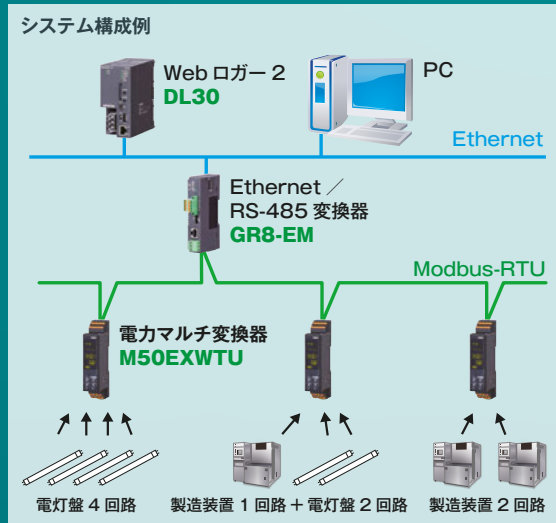 システム構成例
Web ロガー 2
DL30
PC
Ethernet
Ethernet ／
RS-485 変換器
GR8-EM
Modbus-RTU
電力マルチ変換器
M50EXWTU
電灯盤 4 回路
製造装置 1 回路 + 電灯盤 2 回路
製造装置 2 回路